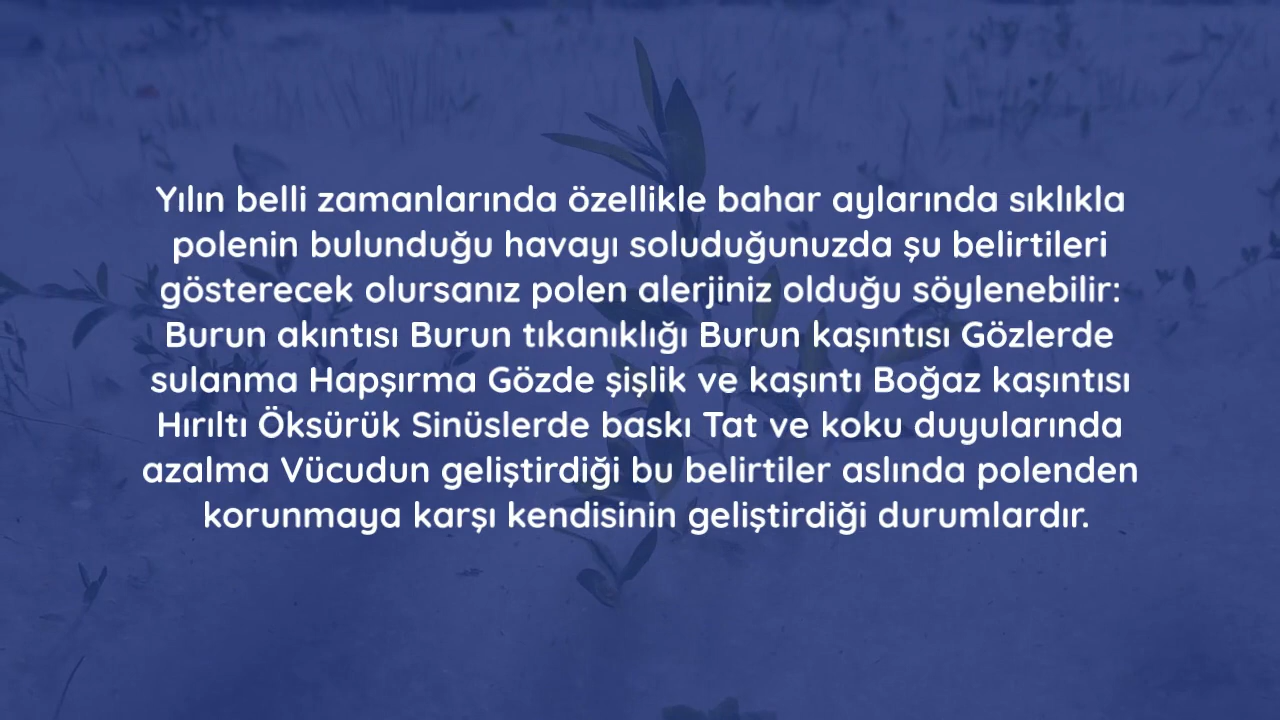 Yılın belli zamanlarında özellikle bahar aylarında sıklıkla
polenin bulunduğu havayı soluduğunuzda şu belirtileri
gösterecek olursanız polen alerjiniz olduğu söylenebilir:
Burun akıntısı Burun tıkanıklığı Burun kaşıntısı Gözlerde
sulanma Hapşırma Gözde şişlik ve kaşıntı Boğaz kaşıntısı
Hırıltı Öksürük Sinüslerde baskı Tat ve koku duyularında
azalma Vücudun geliştirdiği bu belirtiler aslında polenden
korunmaya karşı kendisinin geliştirdiği durumlardır.